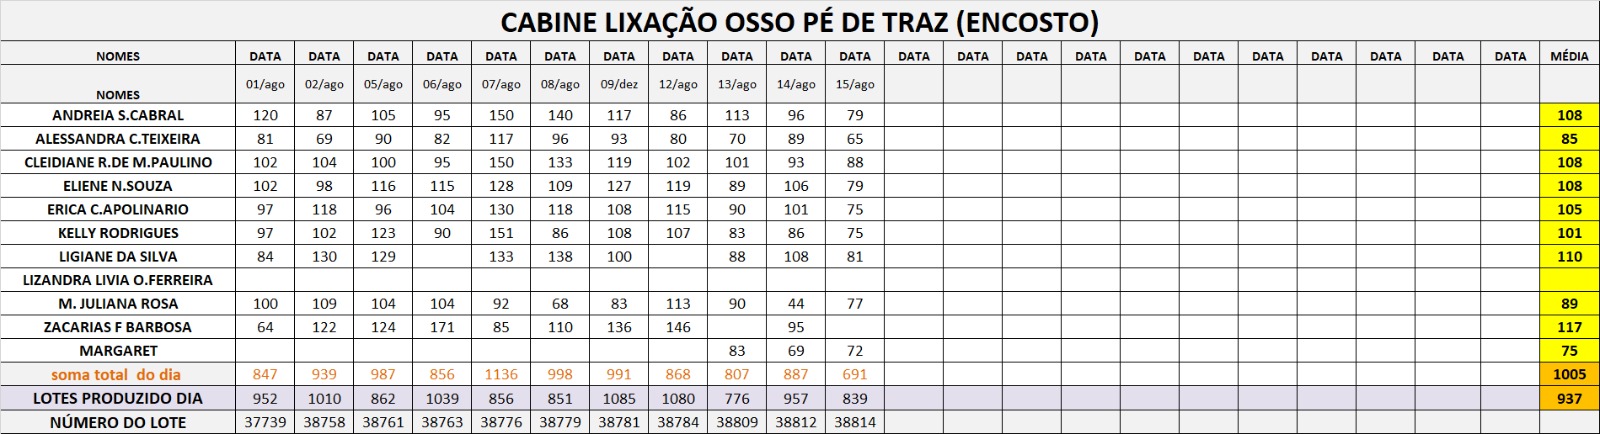 CABINE LIXAÇÃO OSSO PÉ DE TRAZ (ENCOSTO)
NOMES DATA DATA DATA DATA DATA DATA DATA DATA DATA DATA DATA DATA DATA DATA DATA DATA DATA DATA DATA DATA DATA DATA MÉDIA
NOMES 01/ago 02/ago 05/ago 06/ago 07/ago 08/ago 09/dez 12/ago 13/ago 14/ago 15/ago
ANDREIA S.CABRAL 120 87 105 95 150 140 117 86 113 96 79 108
ALESSANDRA C.TEIXEIRA 81 69 90 82 117 96 93 80 70 89 65 85
CLEIDIANE R.DE M.PAULINO 102 104 100 95 150 133 119 102 101 93 88 108
ELIENE N.SOUZA 102 98 116 115 128 109 127 119 89 106 79 108
ERICA C.APOLINARIO 97 118 96 104 130 118 108 115 90 101 75 105
KELLY RODRIGUES 97 102 123 90 151 86 108 107 83 86 75 101
LIGIANE DA SILVA 84 130 129 133 138 100 88 108 81 110
LIZANDRA LIVIA O.FERREIRA
M. JULIANA ROSA 100 109 104 104 92 68 83 113 90 44 77 89
ZACARIAS F BARBOSA 64 122 124 171 85 110 136 146 95 117
MARGARET 83 69 72 75
soma total do dia 847 939 987 856 1136 998 991 868 807 887 691 1005
LOTES PRODUZIDO DIA 952 1010 862 1039 856 851 1085 1080 776 957 839 937
NÚMERO DO LOTE 37739 38758 38761 38763 38776 38779 38781 38784 38809 38812 38814